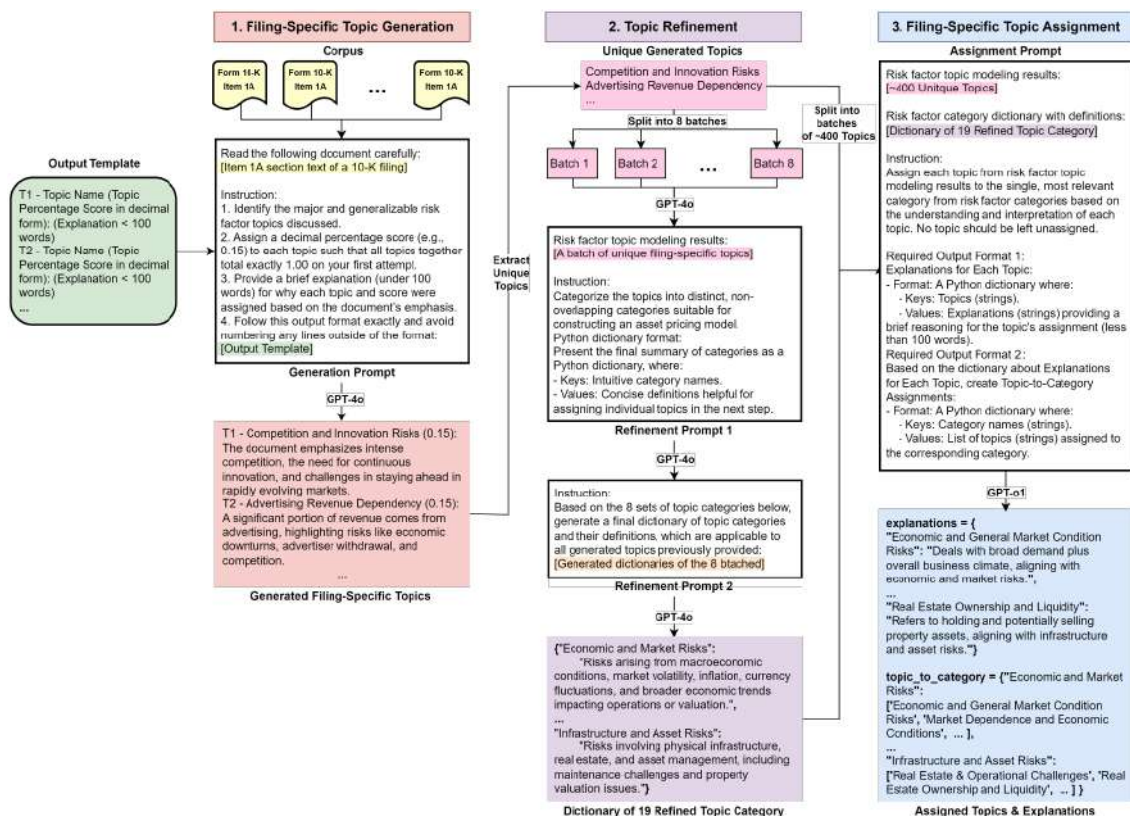 1. Filing-Specific Topic Generation
Corpus
Form 10-K
Item 1A
Form 10-K
Item 1A
...
Form 10-K
Item 1A
Output Template
T1 - Topic Name (Topic
Percentage Score in decimal
form): (Explanation < 100
words)
T2 - Topic Name (Topic
Percentage Score in decimal
form): (Explanation < 100
words)
...
Read the following document carefully:
[Item 1A section text of a 10-K filing]
Instruction:
1. Identify the major and generalizable risk
factor topics discussed.
2. Assign a decimal percentage score (e.g.,
0.15) to each topic such that all topics together
total exactly 1.00 on your first attempt.
3. Provide a brief explanation (under 100
words) for why each topic and score were
assigned based on the document's emphasis.
4. Follow this output format exactly and avoid
numbering any lines outside of the format:
[Output Template]
Generation Prompt
GPT-4o
T1 - Competition and Innovation Risks (0.15):
The document emphasizes intense
competition, the need for continuous
innovation, and challenges in staying ahead in
rapidly evolving markets.
T2 - Advertising Revenue Dependency (0.15):
A significant portion of revenue comes from
advertising, highlighting risks like economic
downturns, advertiser withdrawal, and
competition.
...
Generated Filing-Specific Topics
Extract
Unique
Topics
2. Topic Refinement
Unique Generated Topics
Competition and Innovation Risks
Advertising Revenue Dependency
...
Split into 8 batches
Batch 1
Batch 2
...
Batch 8
GPT-4o
Risk factor topic modeling results:
[A batch of unique filing-specific topics]
Instruction:
Categorize the topics into distinct, non-
overlapping categories suitable for
constructing an asset pricing model.
Python dictionary format:
Present the final summary of categories as a
Python dictionary, where:
- Keys: Intuitive category names.
- Values: Concise definitions helpful for
assigning individual topics in the next step.
Refinement Prompt 1
GPT-4o
Instruction:
Based on the 8 sets of topic categories below,
generate a final dictionary of topic categories
and their definitions, which are applicable to
all generated topics previously provided:
[Generated dictionaries of the 8 btached]
Refinement Prompt 2
GPT-4o
{"Economic and Market Risks":
"Risks arising from macroeconomic
conditions, market volatility, inflation, currency
fluctuations, and broader economic trends
impacting operations or valuation.",
...
"Infrastructure and Asset Risks":
"Risks involving physical infrastructure,
real estate, and asset management, including
maintenance challenges and property
valuation issues."}
Dictionary of 19 Refined Topic Category
Split into
batches
of ~400 Topics
3. Filing-Specific Topic Assignment
Assignment Prompt
Risk factor topic modeling results:
[~400 Unitque Topics]
Risk factor category dictionary with definitions:
[Dictionary of 19 Refined Topic Category]
Instruction:
Assign each topic from risk factor topic
modeling results to the single, most relevant
category from risk factor categories based on
the understanding and interpretation of each
topic. No topic should be left unassigned.
Required Output Format 1:
Explanations for Each Topic:
- Format: A Python dictionary where:
- Keys: Topics (strings).
- Values: Explanations (strings) providing a
brief reasoning for the topic's assignment (less
than 100 words).
Required Output Format 2:
Based on the dictionary about Explanations
for Each Topic, create Topic-to-Category
Assignments:
- Format: A Python dictionary where:
- Keys: Category names (strings).
- Values: List of topics (strings) assigned to
the corresponding category.
GPT-o1
explanations = {
"Economic and General Market Condition
Risks": "Deals with broad demand plus
overall business climate, aligning with
economic and market risks.",
...
"Real Estate Ownership and Liquidity":
"Refers to holding and potentially selling
property assets, aligning with infrastructure
and asset risks."}
topic_to_category = {"Economic and Market
Risks":
['Economic and General Market Condition
Risks', 'Market Dependence and Economic
Conditions', ... ],
...
"Infrastructure and Asset Risks":
['Real Estate & Operational Challenges', 'Real
Estate Ownership and Liquidity', ... ] }
Assigned Topics & Explanations